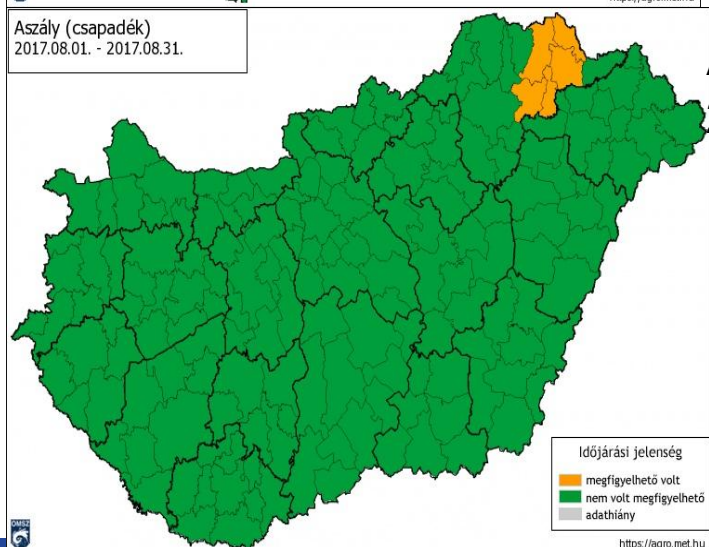 Aszály (csapadék)
2017.08.01. - 2017.08.31.
Időjárási jelenség
megfigyelhető volt
nem volt megfigyelhető
adathiány
OMSZ
https://agro.met.hu